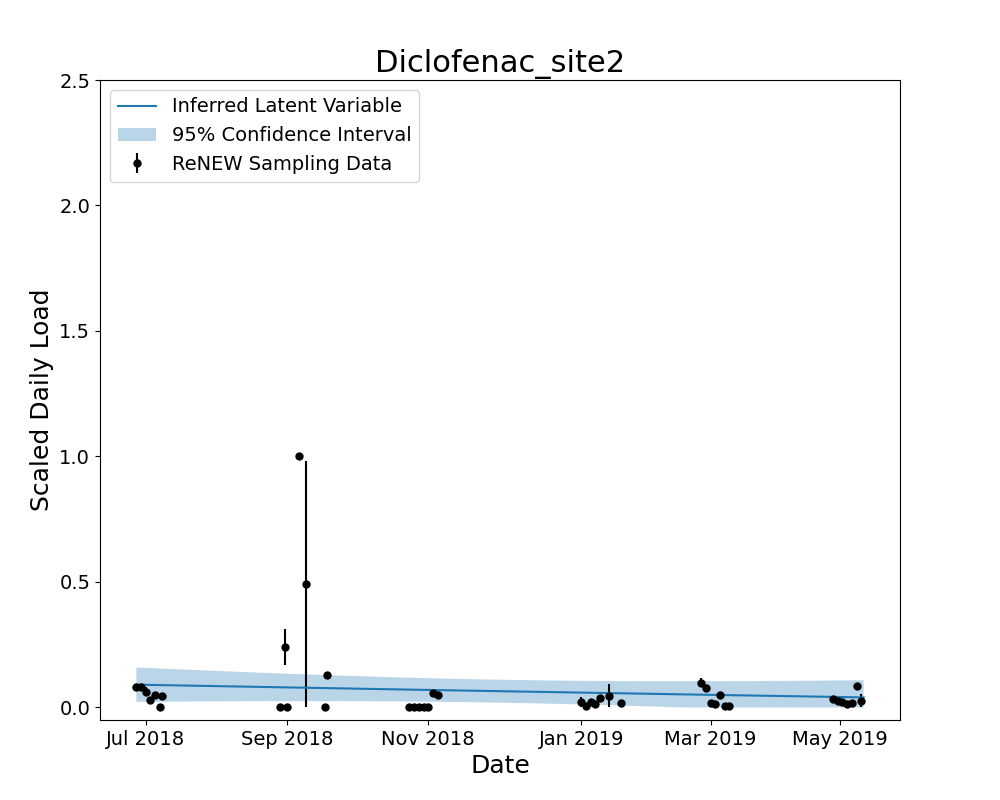 Diclofenac_site2
Inferred Latent Variable
95% Confidence Interval
ReNEW Sampling Data
Scaled Daily Load
2.5
2.0
1.5
1.0
0.5
0.0
Jul 2018 Sep 2018 Nov 2018 Jan 2019 Mar 2019 May 2019
Date